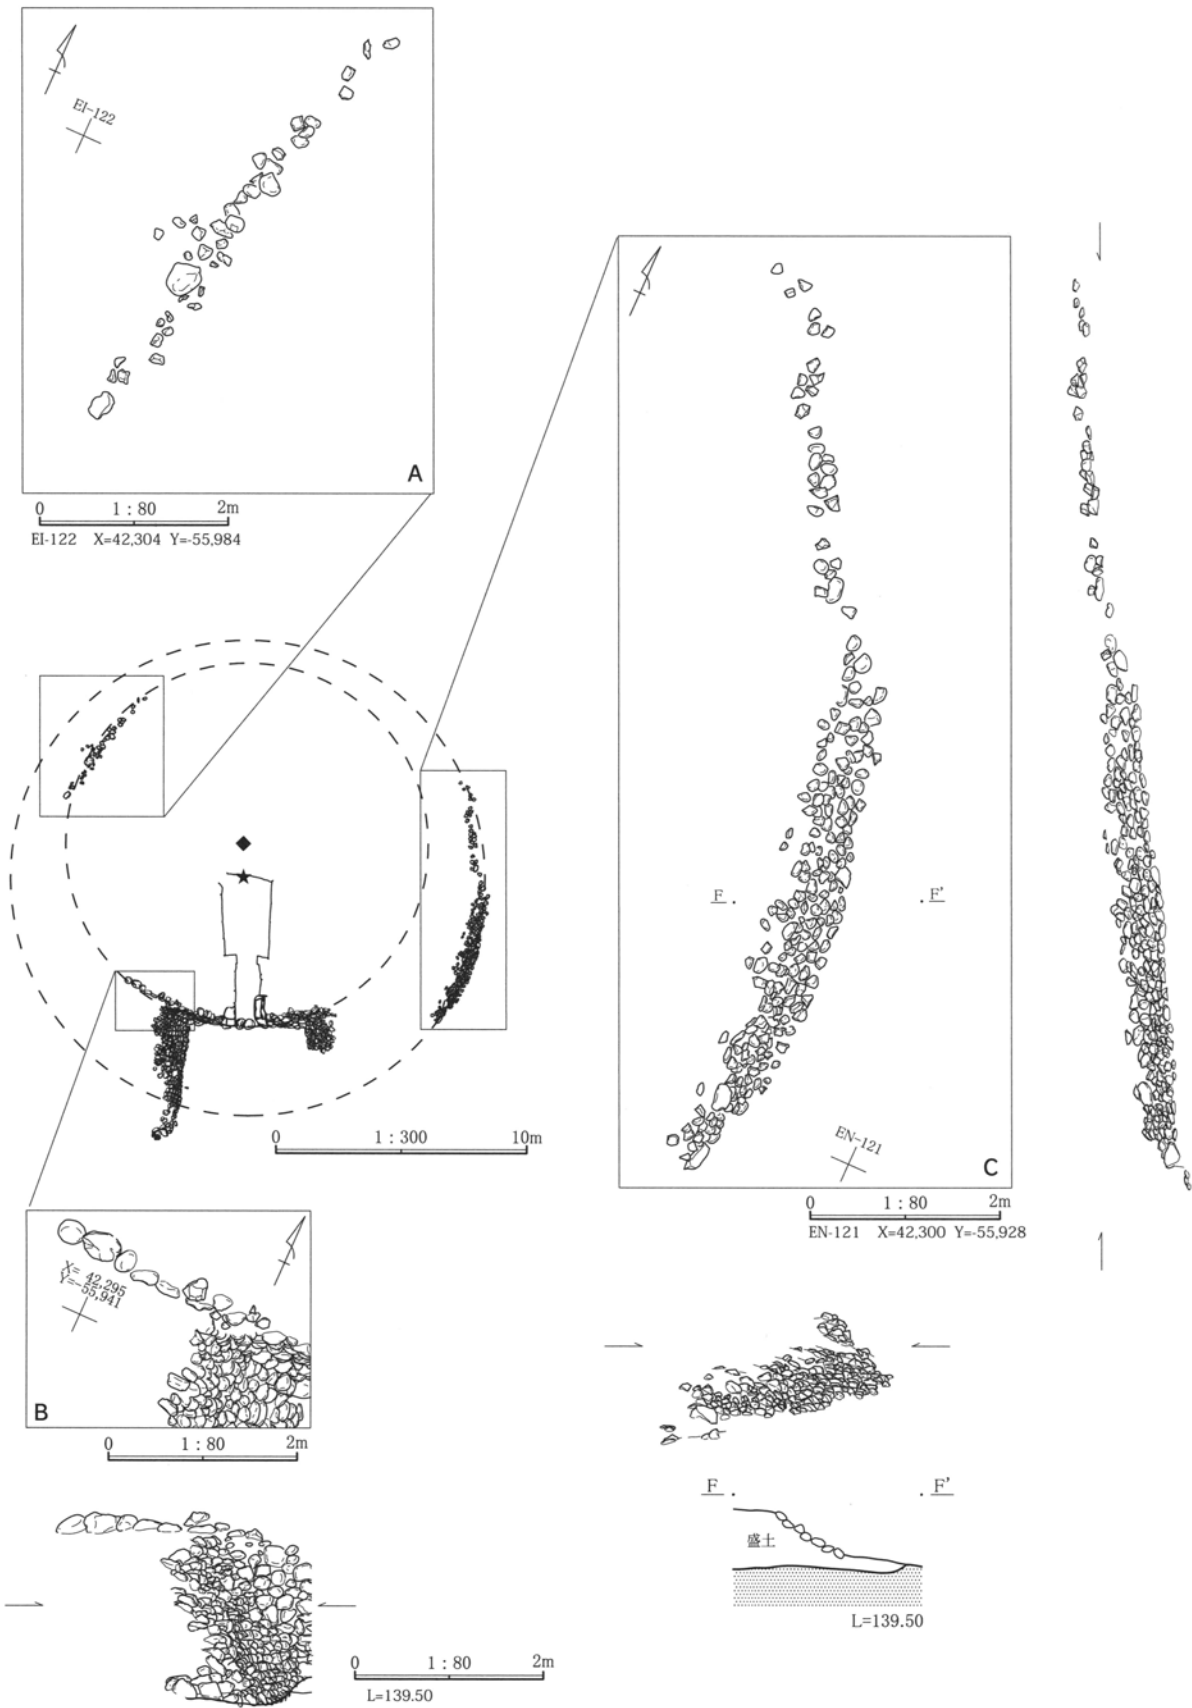 EI-122
A
0 1 : 80 2m
EI-122 X=42,304 Y=-55,984
F F'
EN-121
C
0 1 : 80 2m
EN-121 X=42,300 Y=-55,928
0 1 : 300 10m
X= 42,295
Y=-55,941
B
0 1 : 80 2m
F F'
盛土
L=139.50
0 1 : 80 2m
L=139.50